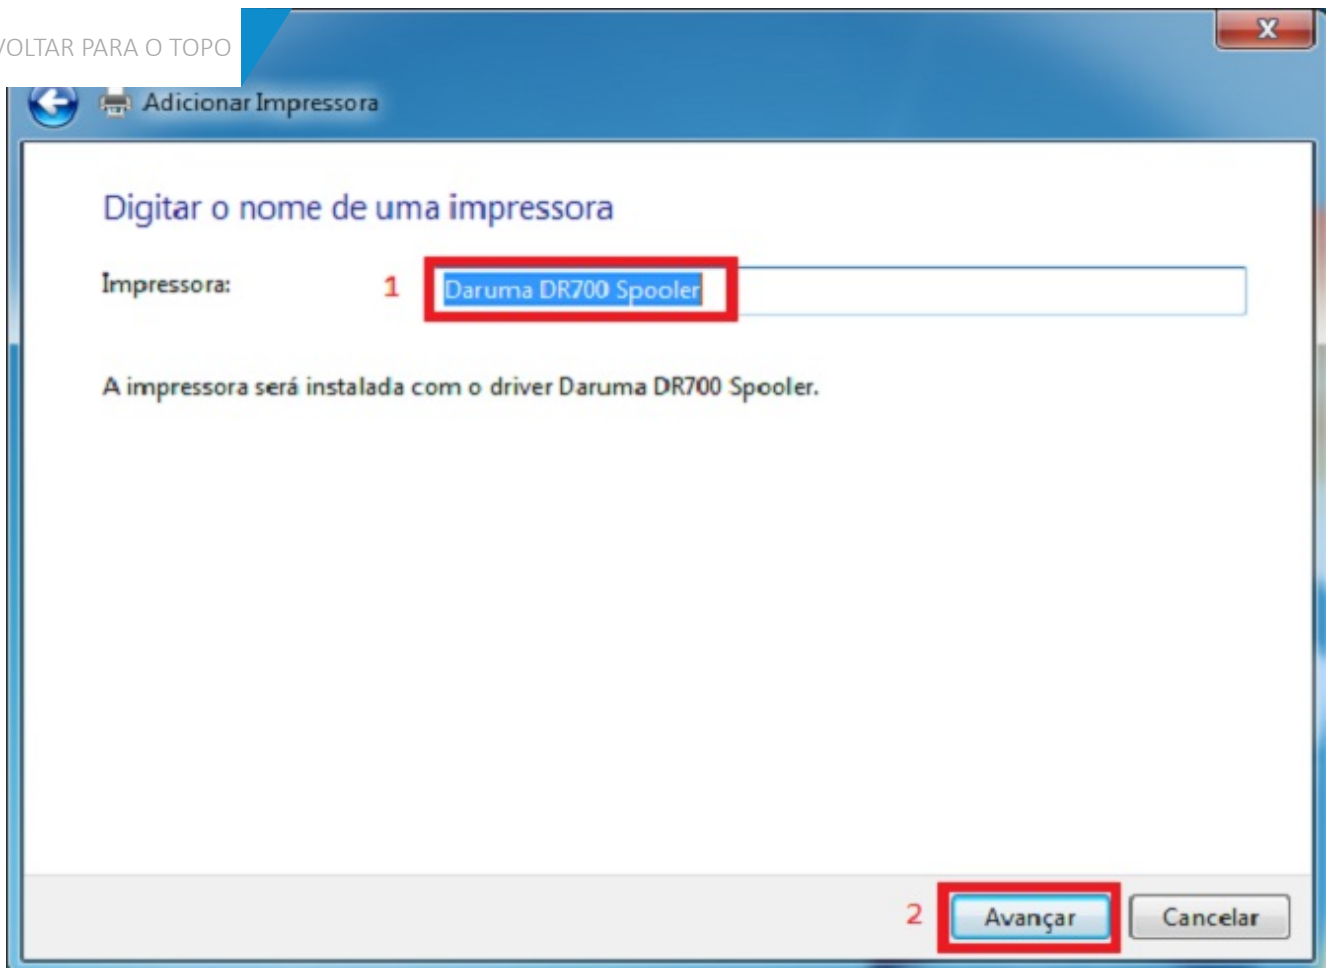 VOLTAR PARA O TOPO
Adicionar Impressora
Digitar o nome de uma impressora
Impressora:
1
Daruma DR700 Spooler
A impressora será instalada com o driver Daruma DR700 Spooler.
2
Avançar
Cancelar